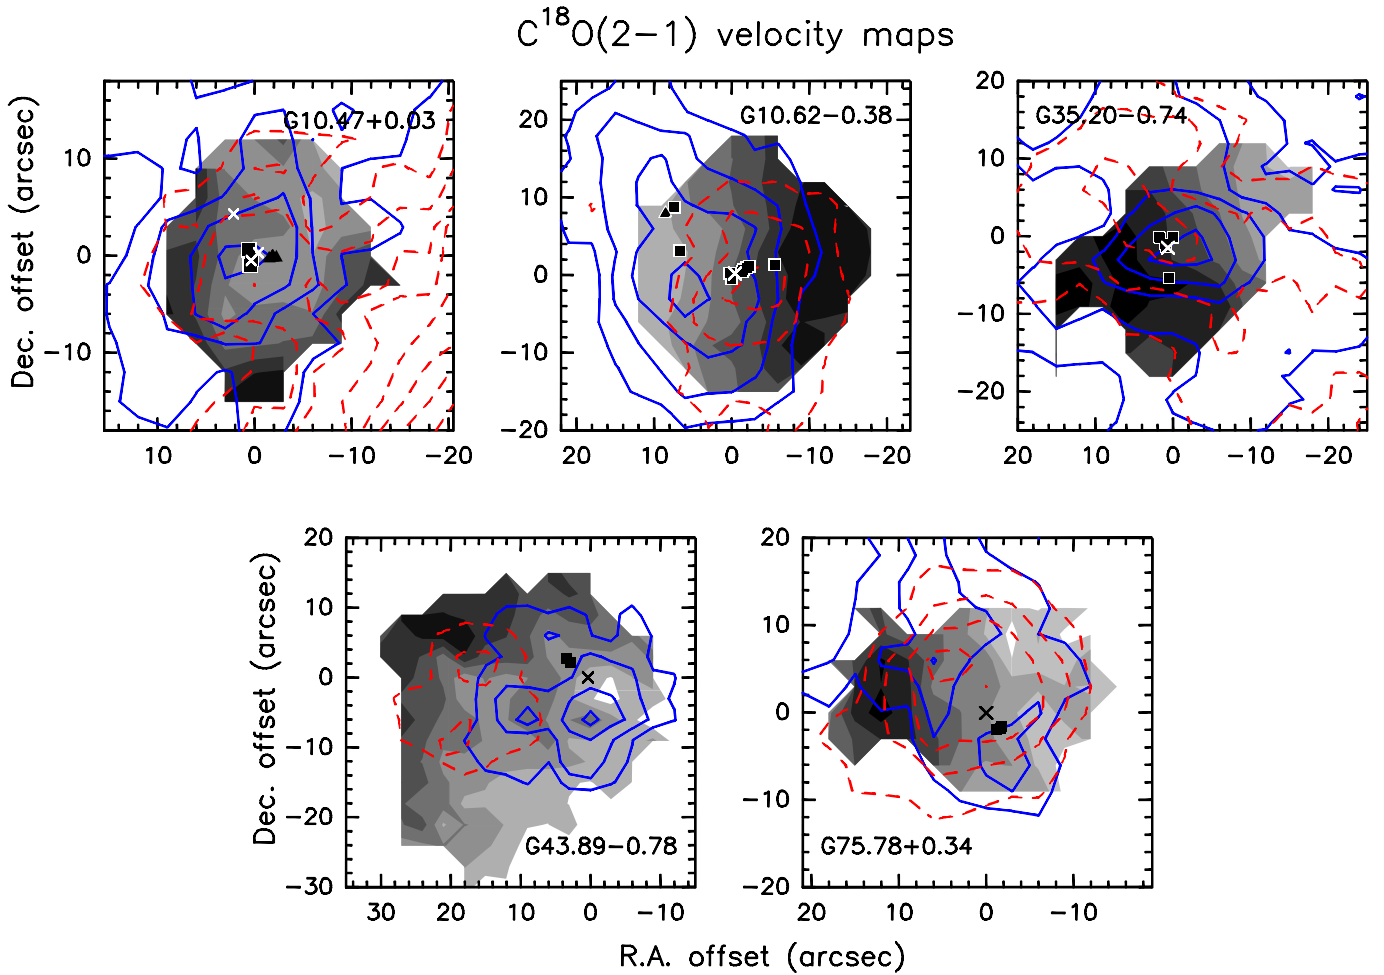 C18O(2−1) velocity maps
G10.47+0.03
G10.62−0.38
G35.20−0.74
10
0
−10
20
10
0
−10
−20
20
10
0
−10
−20
Dec. offset (arcsec)
10 0 −10 −20
20 10 0 −10 −20
20 10 0 −10 −20
20
10
0
−10
−20
−30
20
10
0
−10
−20
Dec. offset (arcsec)
G43.89−0.78
G75.78+0.34
30 20 10 0 −10
20 10 0 −10
R.A. offset (arcsec)